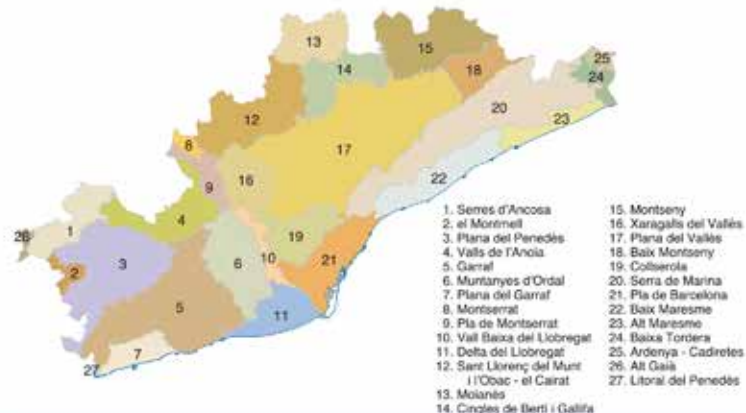 13
15
14
18
25
24
12
20
23
8
17
16
9
22
1
4
19
26
3
6
10
21
2
5
11
7
27
1. Serres d'Ancosa
2. el Montmell
3. Plana del Penedès
4. Valls de l'Anoia
5. Garraf
6. Muntanyes d'Ordal
7. Plana del Garraf
8. Montserrat
9. Pla de Montserrat
10. Vall Baixa del Llobregat
11. Delta del Llobregat
12. Sant Llorenç del Munt
i l'Obac - el Cairat
13. Moianès
14. Cingles de Bertí i Gallifa
15. Montseny
16. Xaragalls del Vallès
17. Plana del Vallès
18. Baix Montseny
19. Collserola
20. Serra de Marina
21. Pla de Barcelona
22. Baix Maresme
23. Alt Maresme
24. Baixa Tordera
25. Ardenya - Cadiretes
26. Alt Gaià
27. Litoral del Penedès